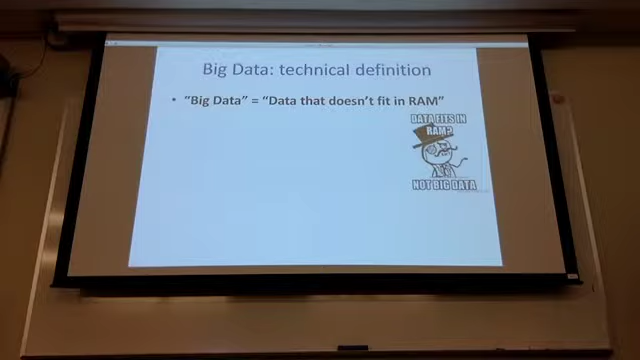 Big Data: technical definition
• "Big Data" = "Data that doesn't fit in RAM"
DATA FITS IN
RAM?
NOT BIG DATA